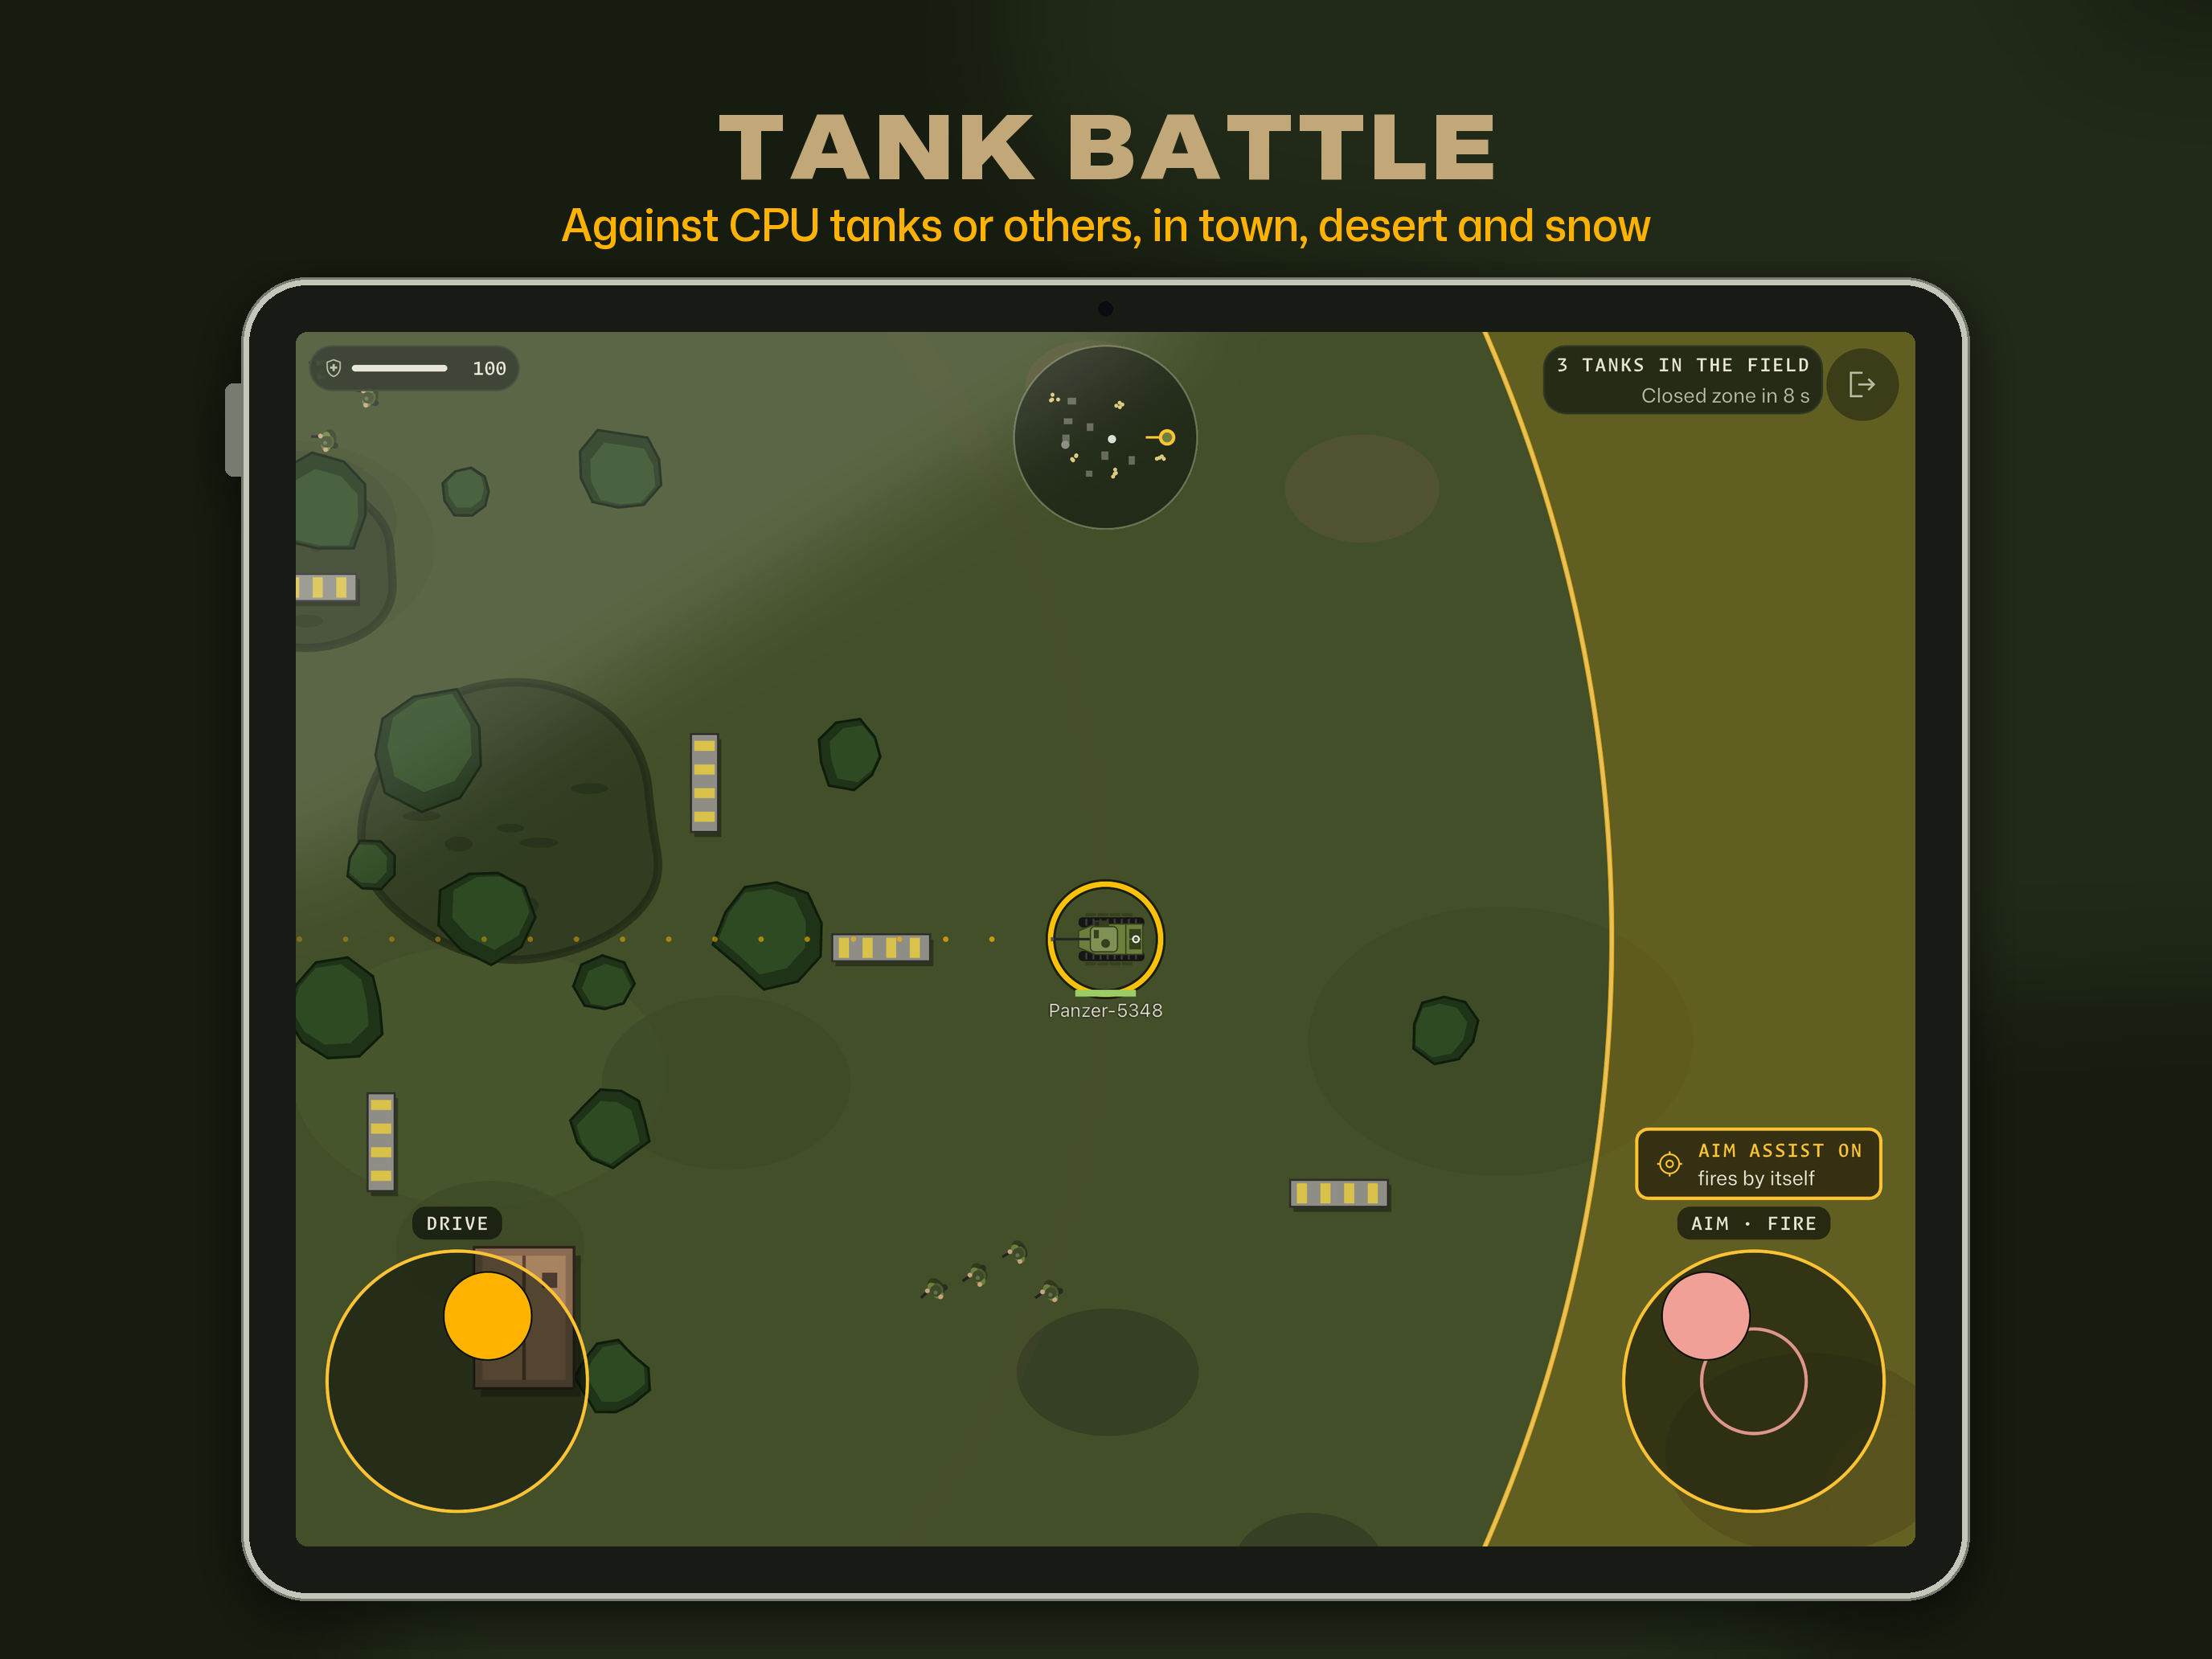 TANK BATTLE
Against CPU tanks or others, in town, desert and snow
100
3 TANKS IN THE FIELD
Closed zone in 8 s
Panzer-5348
AIM ASSIST ON
fires by itself
DRIVE
AIM · FIRE